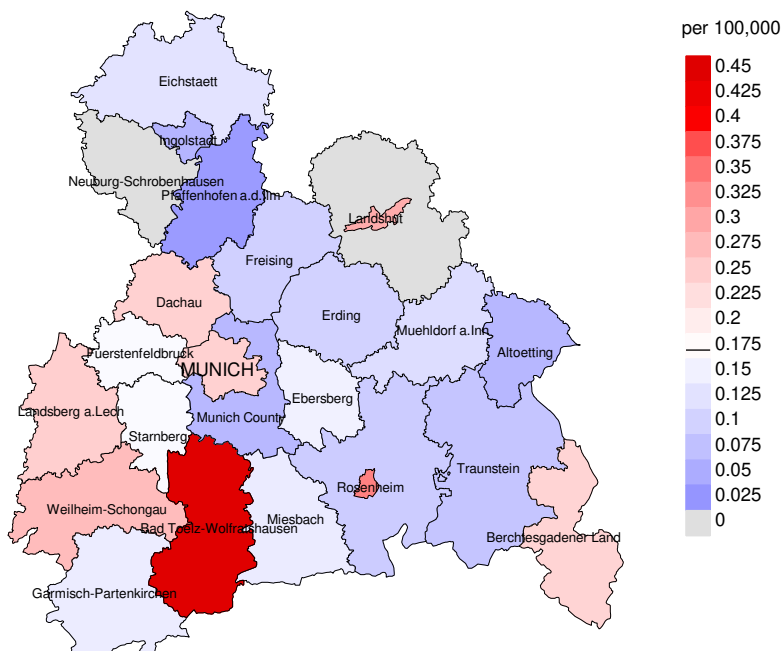 per 100,000
0.45
0.425
0.4
0.375
0.35
0.325
0.3
0.275
0.25
0.225
0.2
0.175
0.15
0.125
0.1
0.075
0.05
0.025
0
Eichstaett
Ingolstadt
Neuburg-Schrobenhausen
Pfaffenhofen a.d.Ilm
Landshut
Freising
Dachau
Erding
Muehldorf a.Inn
Fuerstenfeldbruck
Altoetting
MUNICH
Ebersberg
Landsberg a.Lech
Munich County
Starnberg
Traunstein
Rosenheim
Weilheim-Schongau
Miesbach
Bad Toelz-Wolfratshausen
Berchtesgadener Land
Garmisch-Partenkirchen